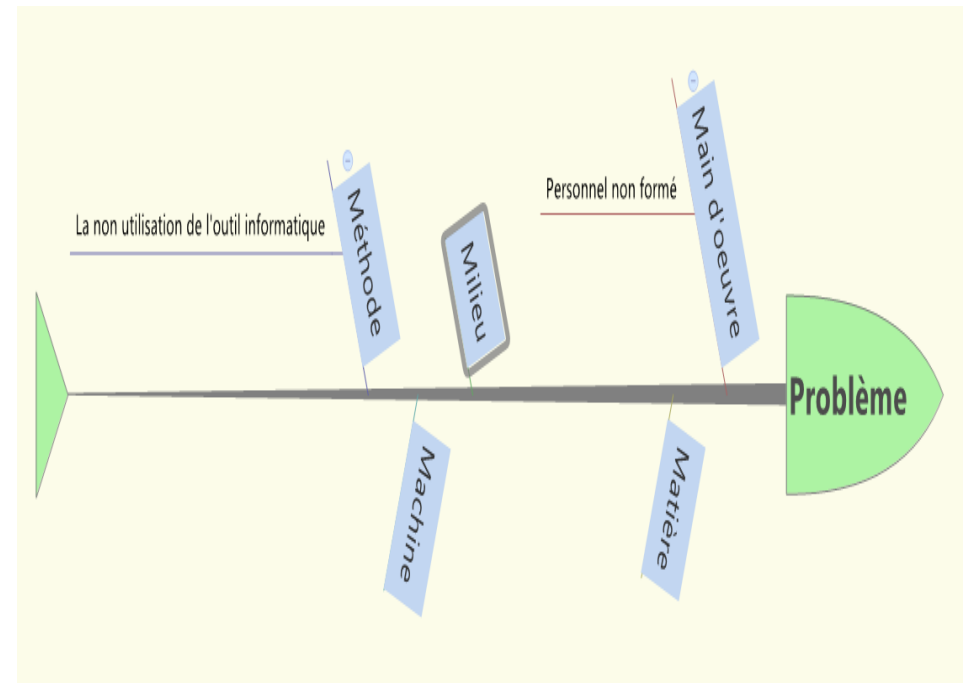 Main d'oeuvre
Personnel non formé
Méthode
La non utilisation de l'outil informatique
Milieu
Problème
Machine
Matière